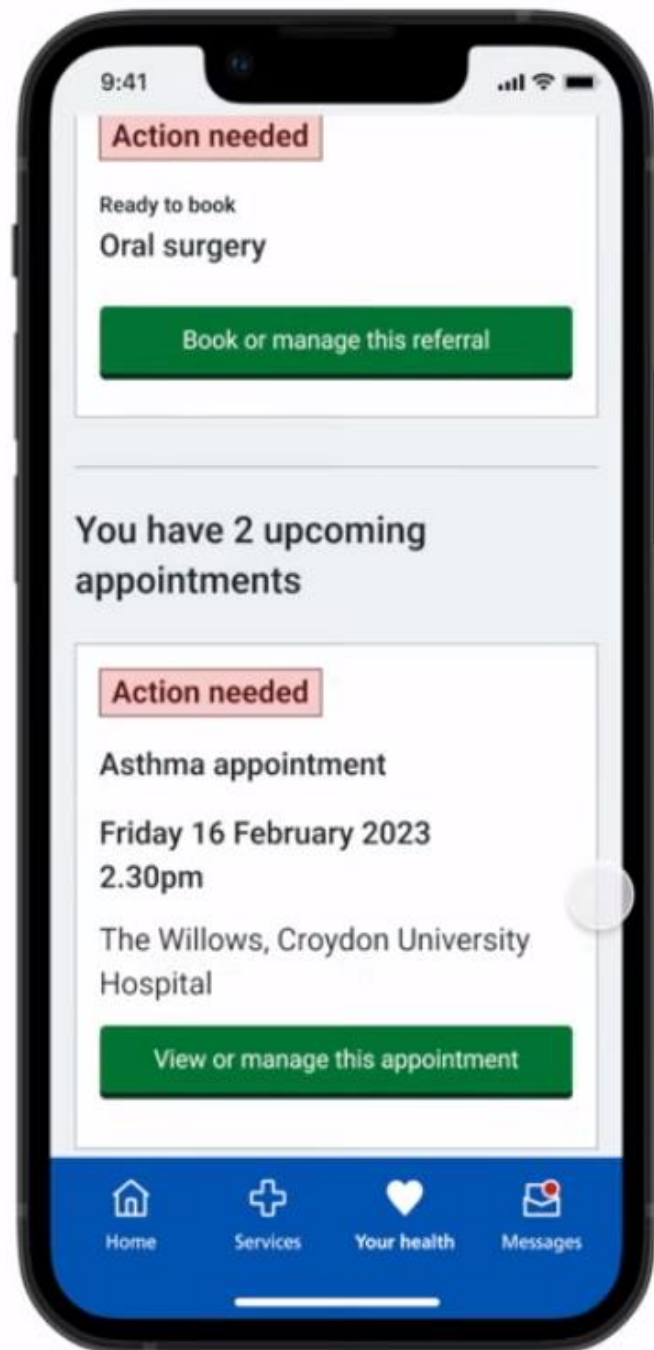 9:41
Action needed
Ready to book
Oral surgery
Book or manage this referral
You have 2 upcoming
appointments
Action needed
Asthma appointment
Friday 16 February 2023
2.30pm
The Willows, Croydon University
Hospital
View or manage this appointment
Home Services Your health Messages